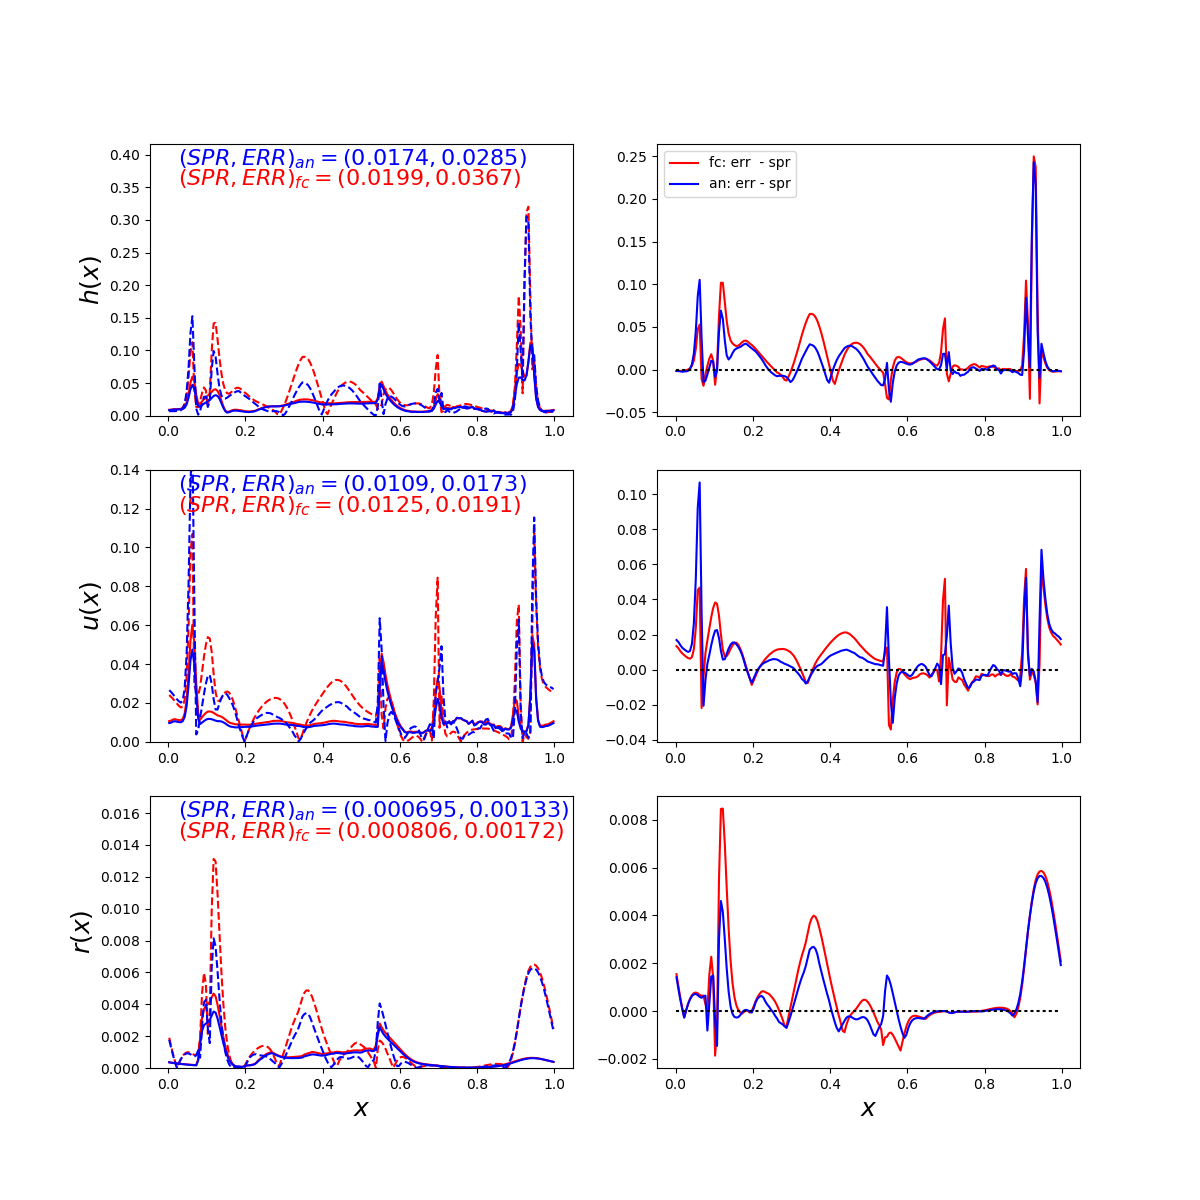 (SPR, ERR)an = (0.0174, 0.0285)
(SPR, ERR)fc = (0.0199, 0.0367)
h(x)
0.40
0.35
0.30
0.25
0.20
0.15
0.10
0.05
0.00
0.0 0.2 0.4 0.6 0.8 1.0
fc: err - spr
an: err - spr
0.25
0.20
0.15
0.10
0.05
0.00
−0.05
0.0 0.2 0.4 0.6 0.8 1.0
(SPR, ERR)an = (0.0109, 0.0173)
(SPR, ERR)fc = (0.0125, 0.0191)
u(x)
0.14
0.12
0.10
0.08
0.06
0.04
0.02
0.00
0.0 0.2 0.4 0.6 0.8 1.0
0.10
0.08
0.06
0.04
0.02
0.00
−0.02
−0.04
0.0 0.2 0.4 0.6 0.8 1.0
(SPR, ERR)an = (0.000695, 0.00133)
(SPR, ERR)fc = (0.000806, 0.00172)
r(x)
0.016
0.014
0.012
0.010
0.008
0.006
0.004
0.002
0.000
0.0 0.2 0.4 0.6 0.8 1.0
x
0.008
0.006
0.004
0.002
0.000
−0.002
0.0 0.2 0.4 0.6 0.8 1.0
x